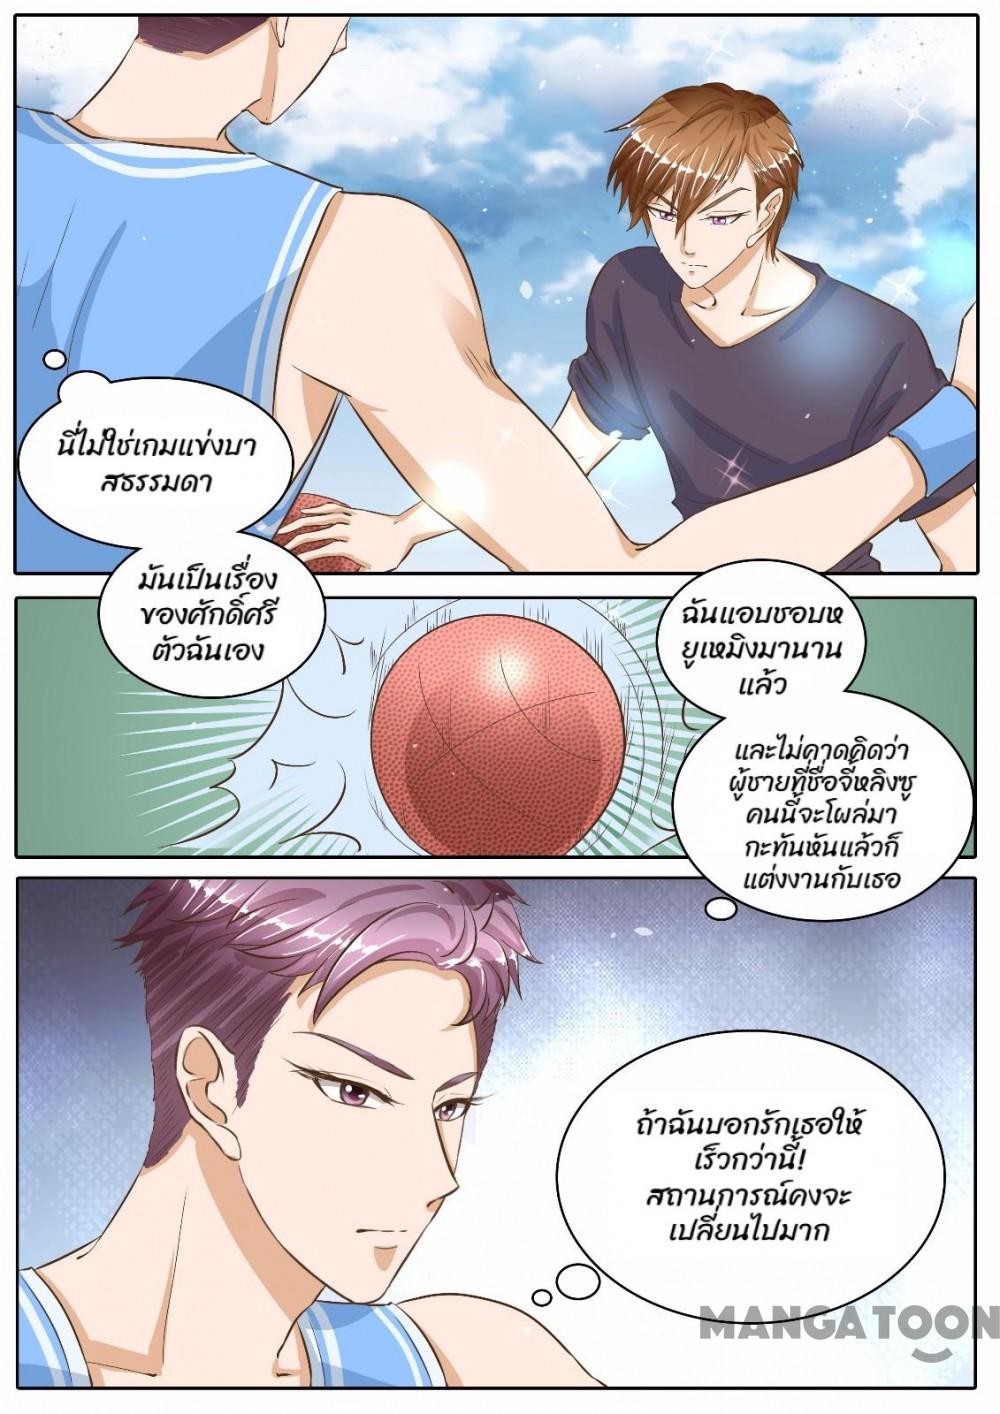 นี่ไม่ใช่เกมแข่งบา
สธรรมดา
มันเป็นเรื่อง
ของศักดิ์ศรี
ตัวฉันเอง
ฉันแอบชอบห
ยูเหมิงมานาน
แล้ว
และไม่คาดคิดว่า
ผู้ชายที่ชื่อจี้หลิงซู
คนนี้จะโผล่มา
กะทันหันแล้วก็
แต่งงานกับเธอ
ถ้าฉันบอกรักเธอให้
เร็วกว่านี้!
สถานการณ์คงจะ
เปลี่ยนไปมาก
MANGATOON